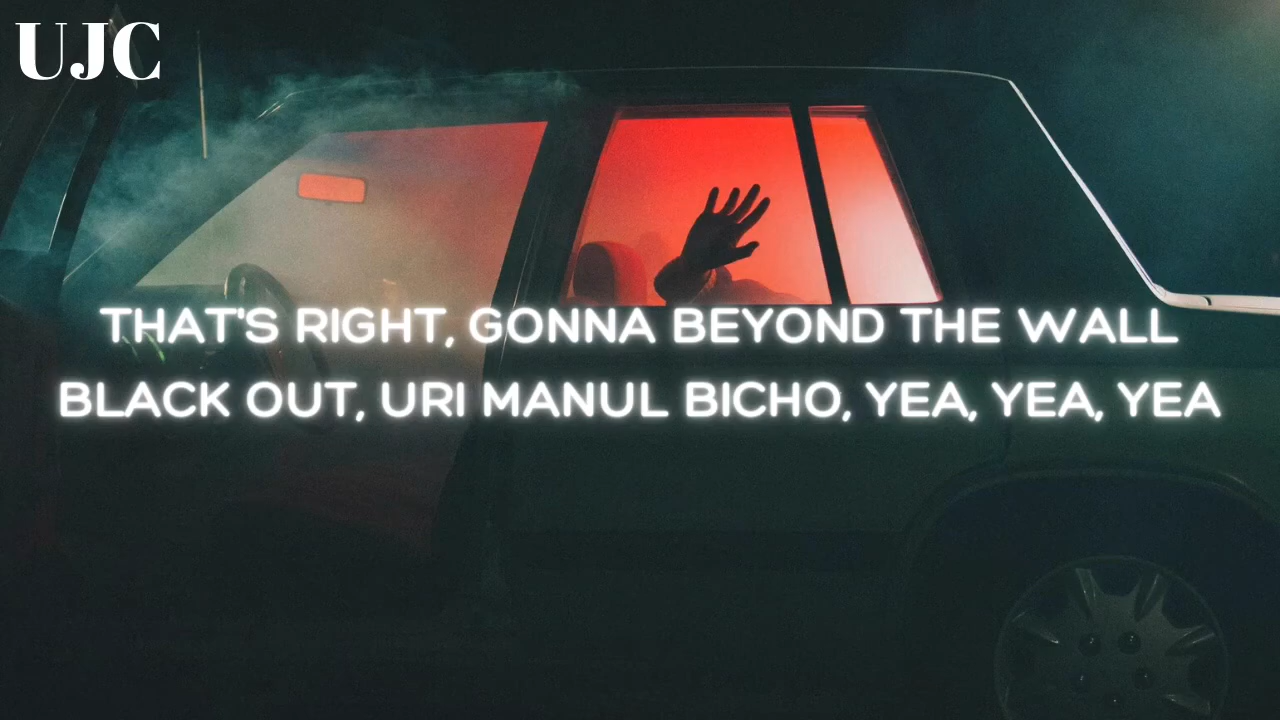 UJC
THAT'S RIGHT, GONNA BEYOND THE WALL
BLACK OUT, URI MANUL BICHO, YEA, YEA, YEA